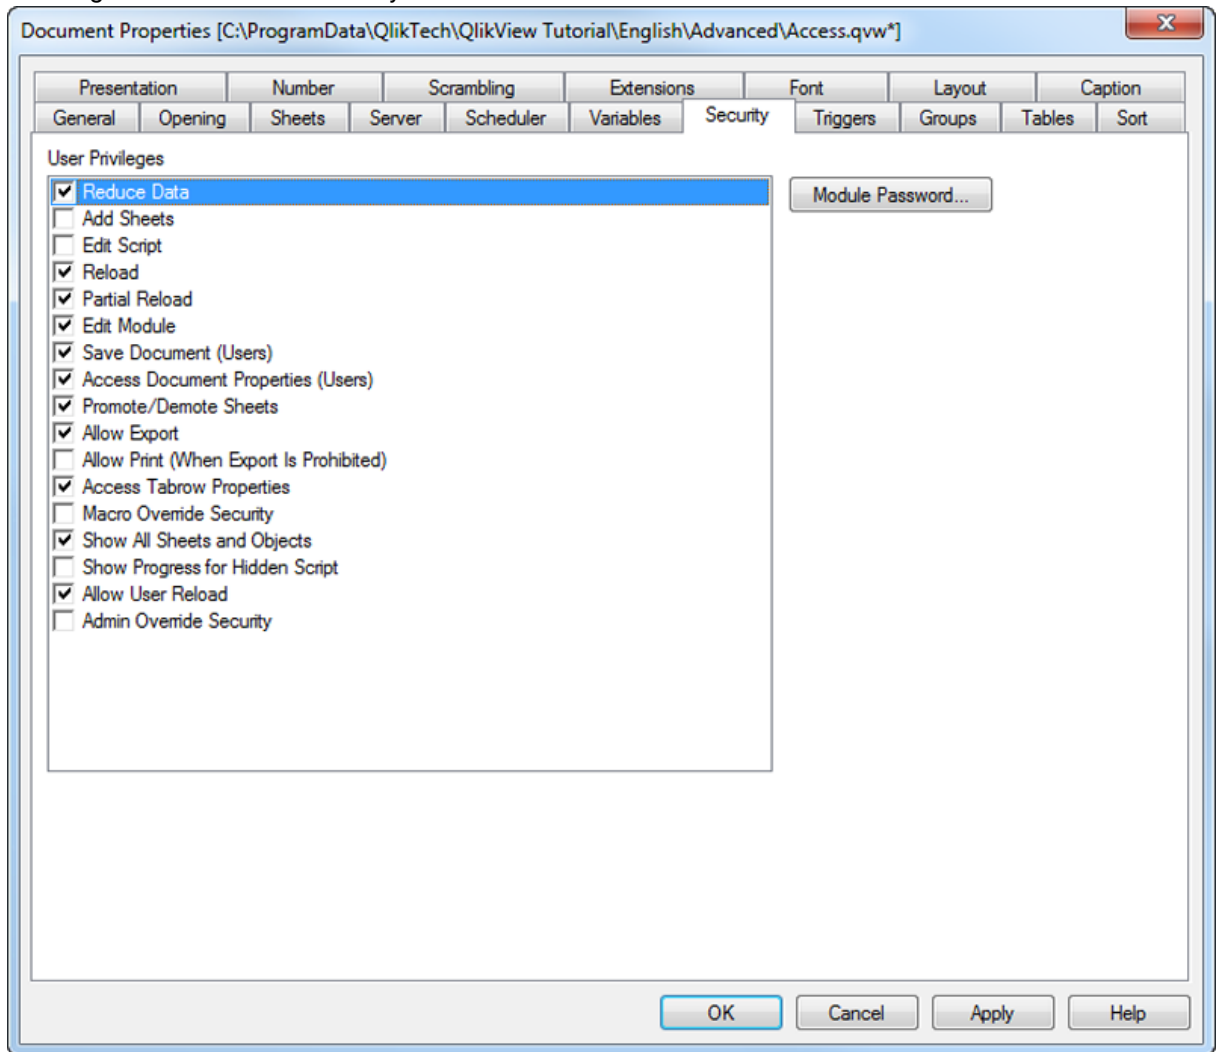 Document Properties [C:\ProgramData\QlikTech\QlikView Tutorial\English\Advanced\Access.qvw*]
Presentation Number Scrambling Extensions Font Layout Caption
General Opening Sheets Server Scheduler Variables Security Triggers Groups Tables Sort
User Privileges
Reduce Data
Module Password...
Add Sheets
Edit Script
Reload
Partial Reload
Edit Module
Save Document (Users)
Access Document Properties (Users)
Promote/Demote Sheets
Allow Export
Allow Print (When Export Is Prohibited)
Access Tabrow Properties
Macro Override Security
Show All Sheets and Objects
Show Progress for Hidden Script
Allow User Reload
Admin Override Security
OK Cancel Apply Help